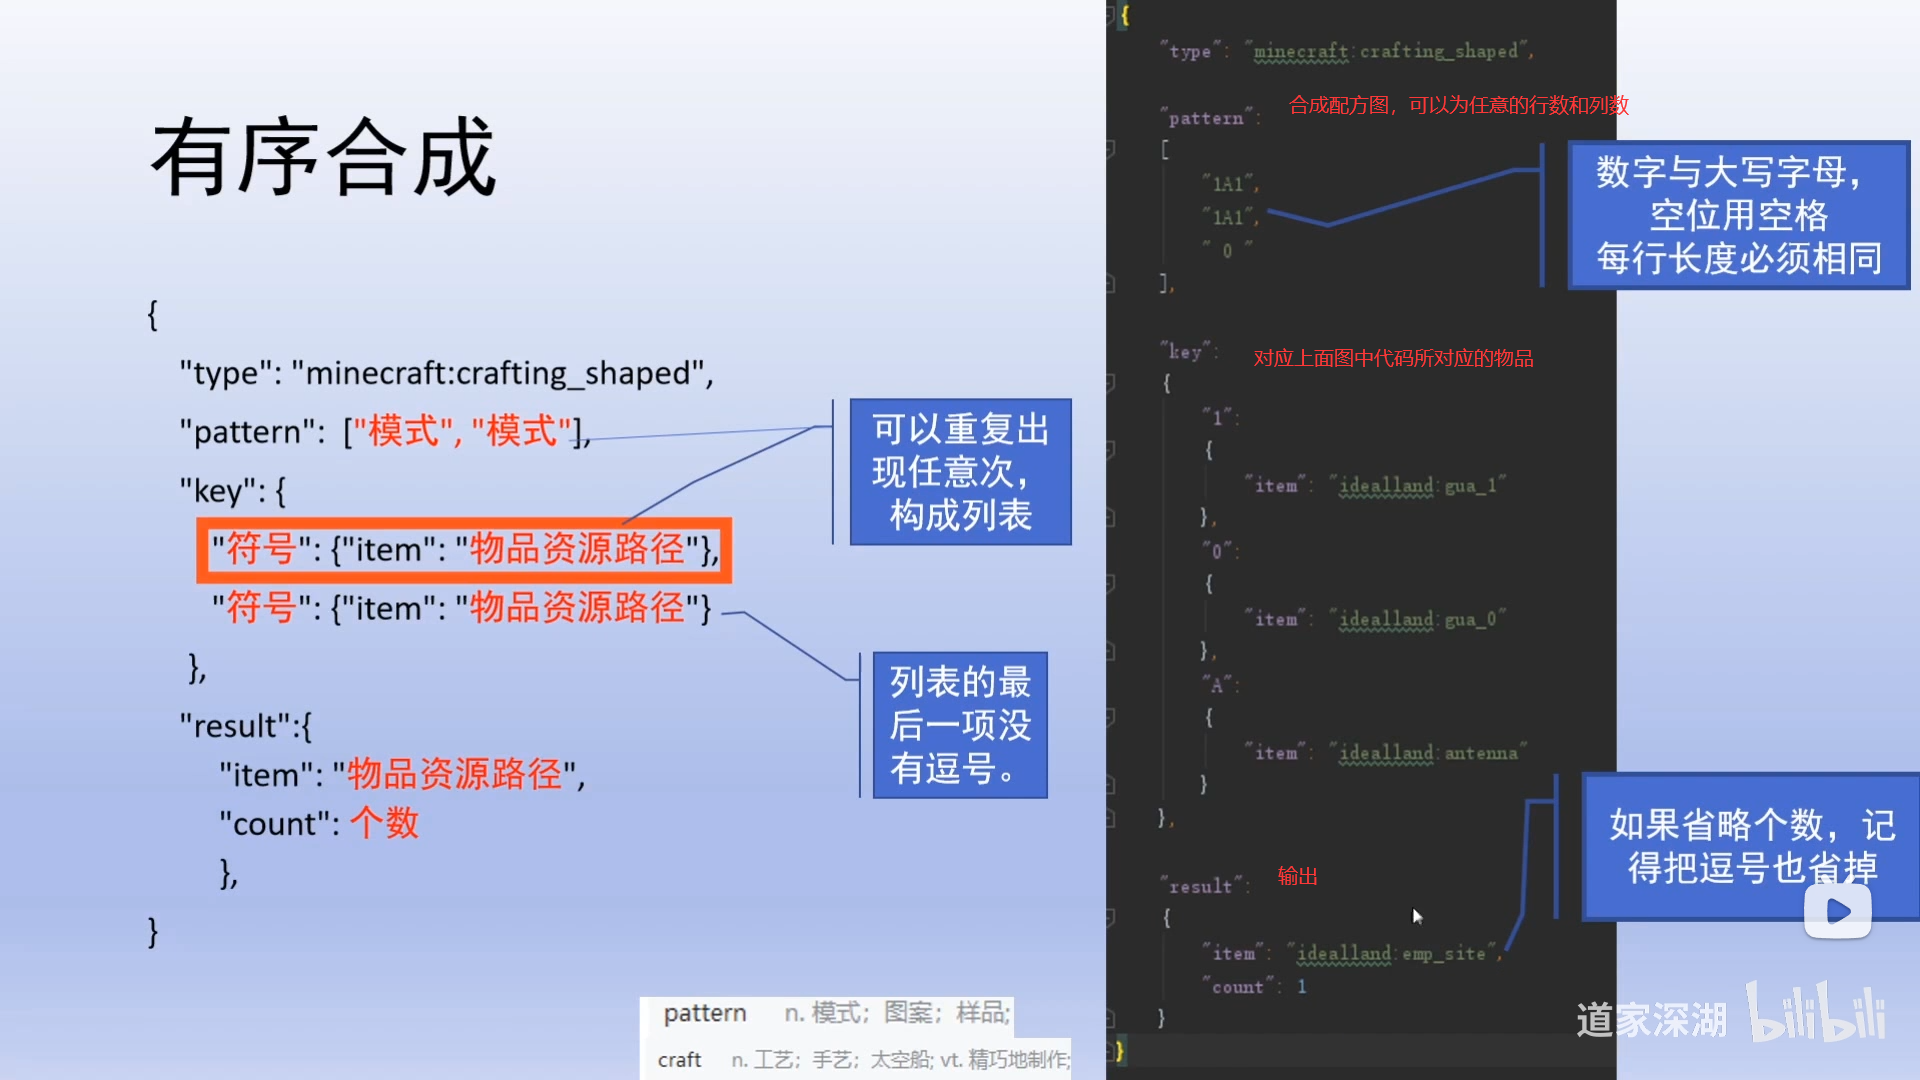 有序合成
{
"type": "minecraft:crafting_shaped",
"pattern": ["模式", "模式"],
"key": {
"符号": {"item": "物品资源路径"},
"符号": {"item": "物品资源路径"}
},
"result":{
"item": "物品资源路径",
"count": 个数
},
}
可以重复出
现任意次，
构成列表
列表的最
后一项没
有逗号。
pattern n. 模式；图案；样品;
craft n. 工艺；手艺；太空船; vt. 精巧地制作;
{
"type": "minecraft:crafting_shaped",
"pattern": 合成配方图，可以为任意的行数和列数
[
"1A1",
"1A1",
" 0 "
],
"key": 对应上面图中代码所对应的物品
{
"1":
{
"item": "idealland:gua_1"
},
"0":
{
"item": "idealland:gua_0"
},
"A":
{
"item": "idealland:antenna"
}
},
"result": 输出
{
"item": "idealland:emp_site",
"count": 1
}
}
数字与大写字母，
空位用空格
每行长度必须相同
如果省略个数，记
得把逗号也省掉
道家深湖 bilibili